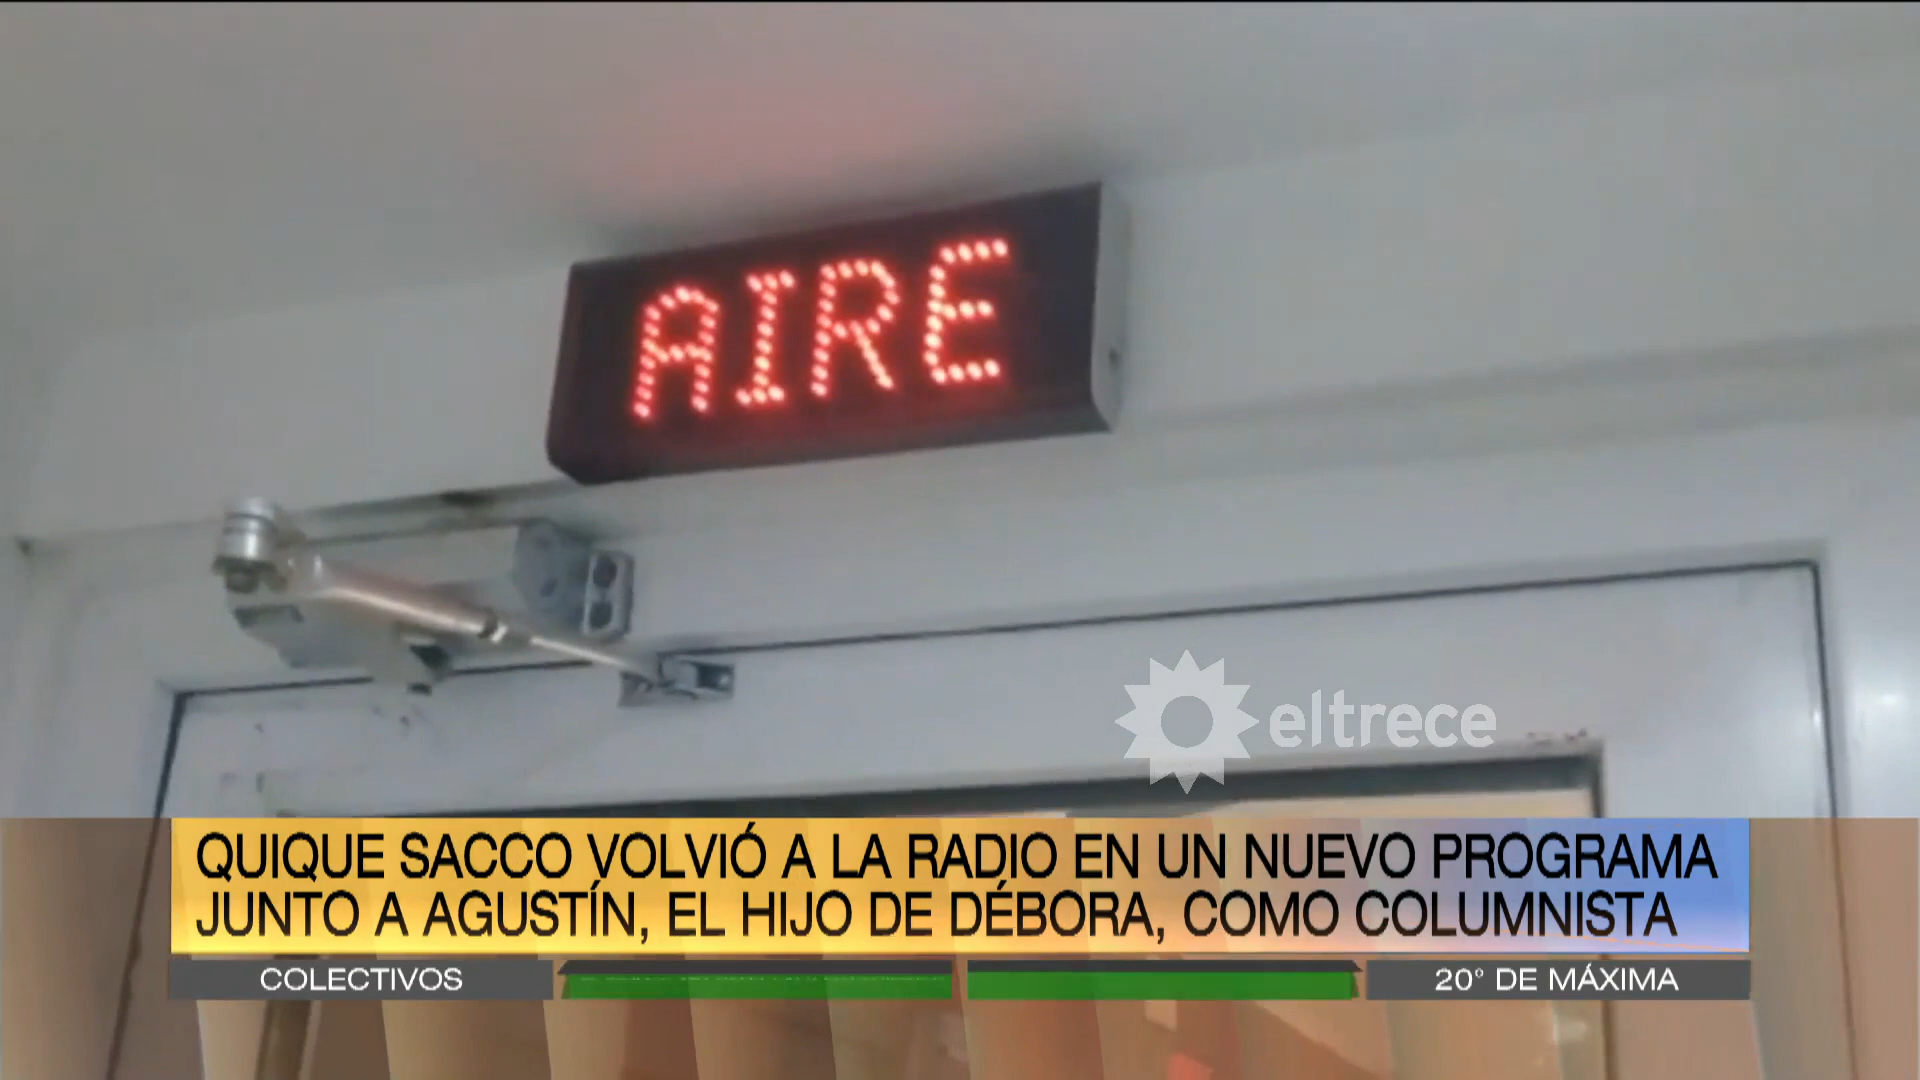 AIRE
eltrece
QUIQUE SACCO VOLVIÓ A LA RADIO EN UN NUEVO PROGRAMA
JUNTO A AGUSTÍN, EL HIJO DE DÉBORA, COMO COLUMNISTA
COLECTIVOS
20° DE MÁXIMA